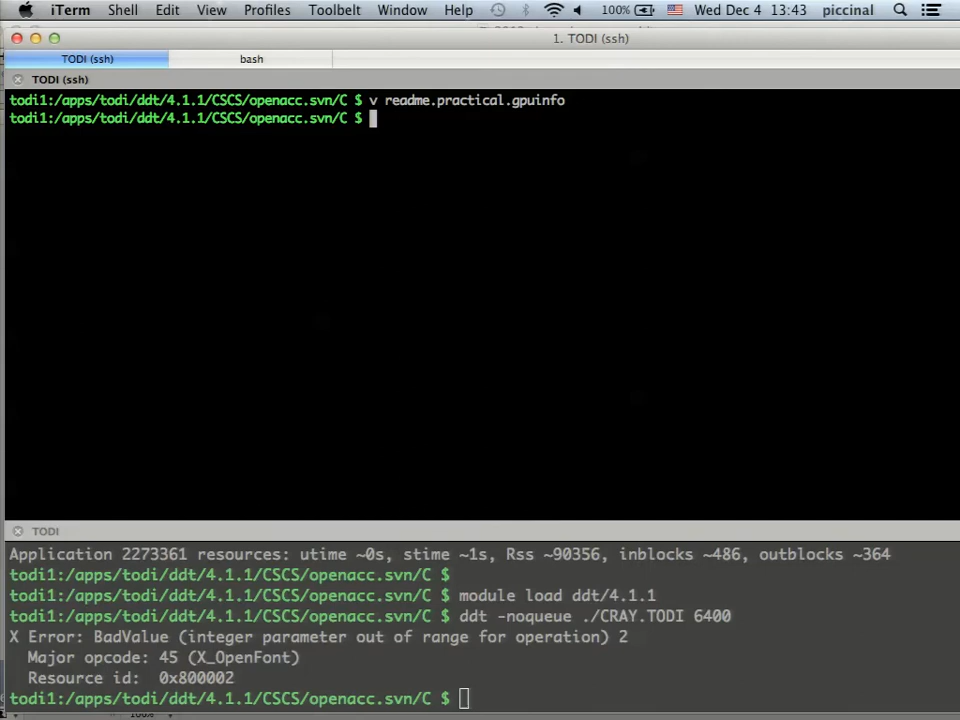 iTerm Shell Edit View Profiles Toolbelt Window Help 100% Wed Dec 4 13:43 piccinal
1. TODI (ssh)
TODI (ssh) bash
TODI (ssh)
todi1:/apps/todi/ddt/4.1.1/CSCS/openacc.svn/C $ v readme.practical.gpuinfo
todi1:/apps/todi/ddt/4.1.1/CSCS/openacc.svn/C $
TODI
Application 2273361 resources: utime ~0s, stime ~1s, Rss ~90356, inblocks ~486, outblocks ~364
todi1:/apps/todi/ddt/4.1.1/CSCS/openacc.svn/C $
todi1:/apps/todi/ddt/4.1.1/CSCS/openacc.svn/C $ module load ddt/4.1.1
todi1:/apps/todi/ddt/4.1.1/CSCS/openacc.svn/C $ ddt -noqueue ./CRAY.TODI 6400
X Error: BadValue (integer parameter out of range for operation) 2
Major opcode: 45 (X_OpenFont)
Resource id: 0x800002
todi1:/apps/todi/ddt/4.1.1/CSCS/openacc.svn/C $